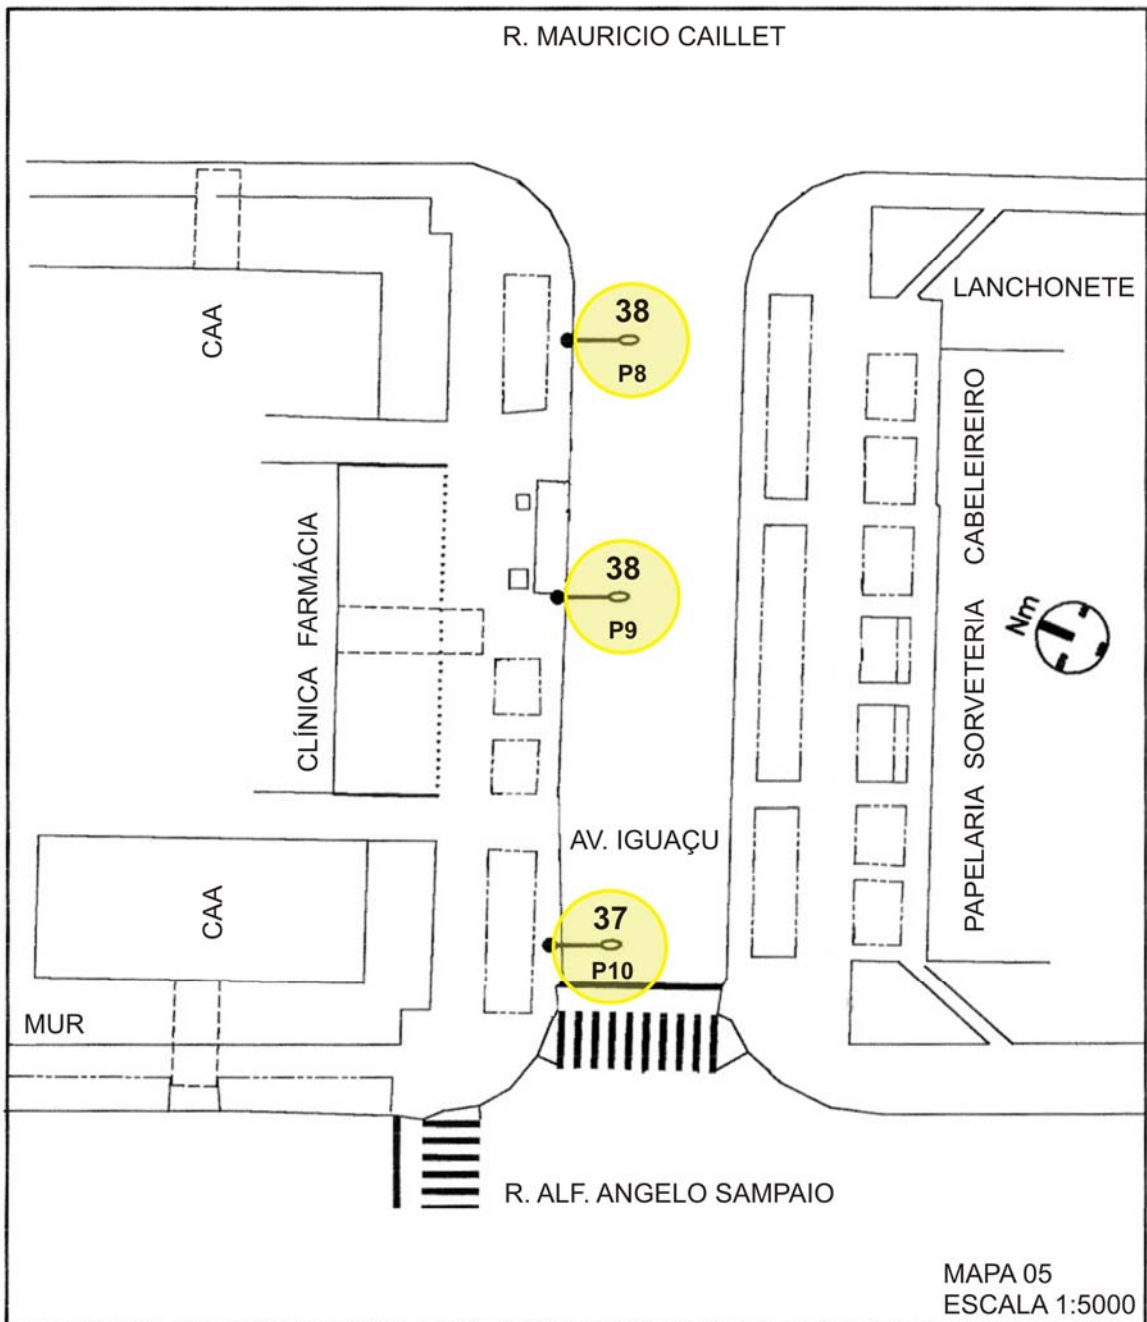 R. MAURICIO CAILLET
LANCHONETE
CAA
38
P8
CABELEIREIRO
FARMÁCIA
38
P9
Nm
SORVETERIA
CLÍNICA
PAPELARIA
AV. IGUAÇU
CAA
37
P10
MUR
R. ALF. ANGELO SAMPAIO
MAPA 05
ESCALA 1:5000